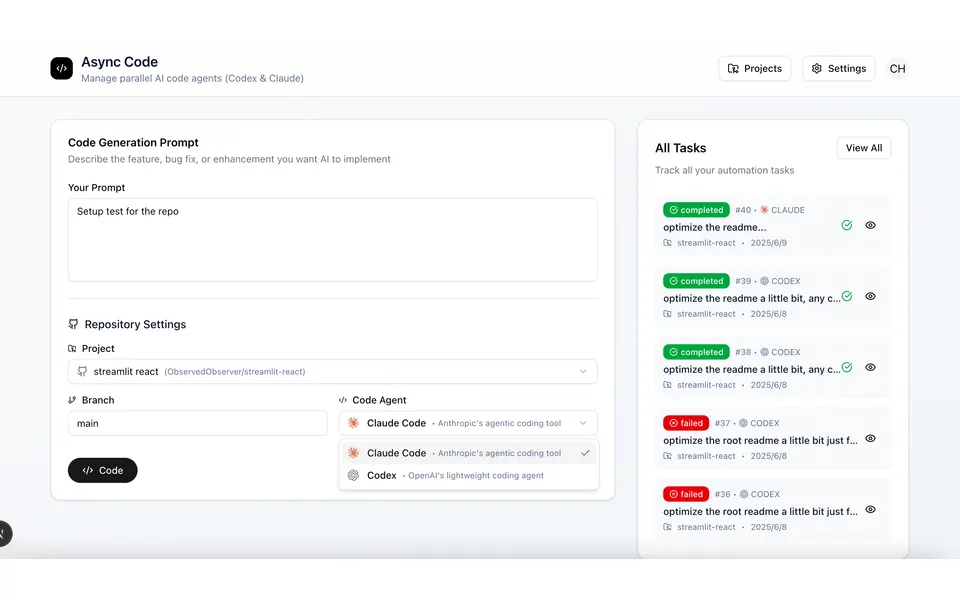 Async Code
Manage parallel AI code agents (Codex & Claude)
Projects
Settings
CH
Code Generation Prompt
Describe the feature, bug fix, or enhancement you want AI to implement
Your Prompt
Setup test for the repo
Repository Settings
Project
streamlit react (ObservedObserver/streamlit-react)
Branch
main
Code Agent
Claude Code • Anthropic's agentic coding tool
Claude Code • Anthropic's agentic coding tool
Codex • OpenAI's lightweight coding agent
Code
All Tasks
View All
Track all your automation tasks
completed #40 • CLAUDE
optimize the readme...
streamlit-react • 2025/6/9
completed #39 • CODEX
optimize the readme a little bit, any c...
streamlit-react • 2025/6/8
completed #38 • CODEX
optimize the readme a little bit, any c...
streamlit-react • 2025/6/8
failed #37 • CODEX
optimize the root readme a little bit just f...
streamlit-react • 2025/6/8
failed #36 • CODEX
optimize the root readme a little bit just f...
streamlit-react • 2025/6/8